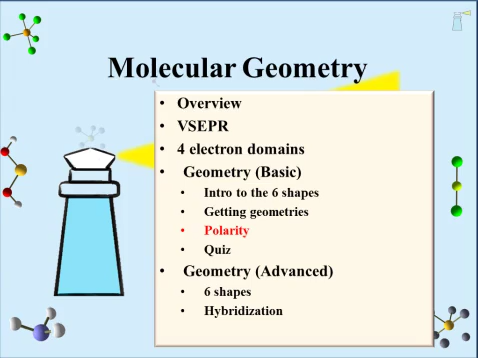 Molecular Geometry
• Overview
• VSEPR
• 4 electron domains
• Geometry (Basic)
• Intro to the 6 shapes
• Getting geometries
• Polarity
• Quiz
• Geometry (Advanced)
• 6 shapes
• Hybridization